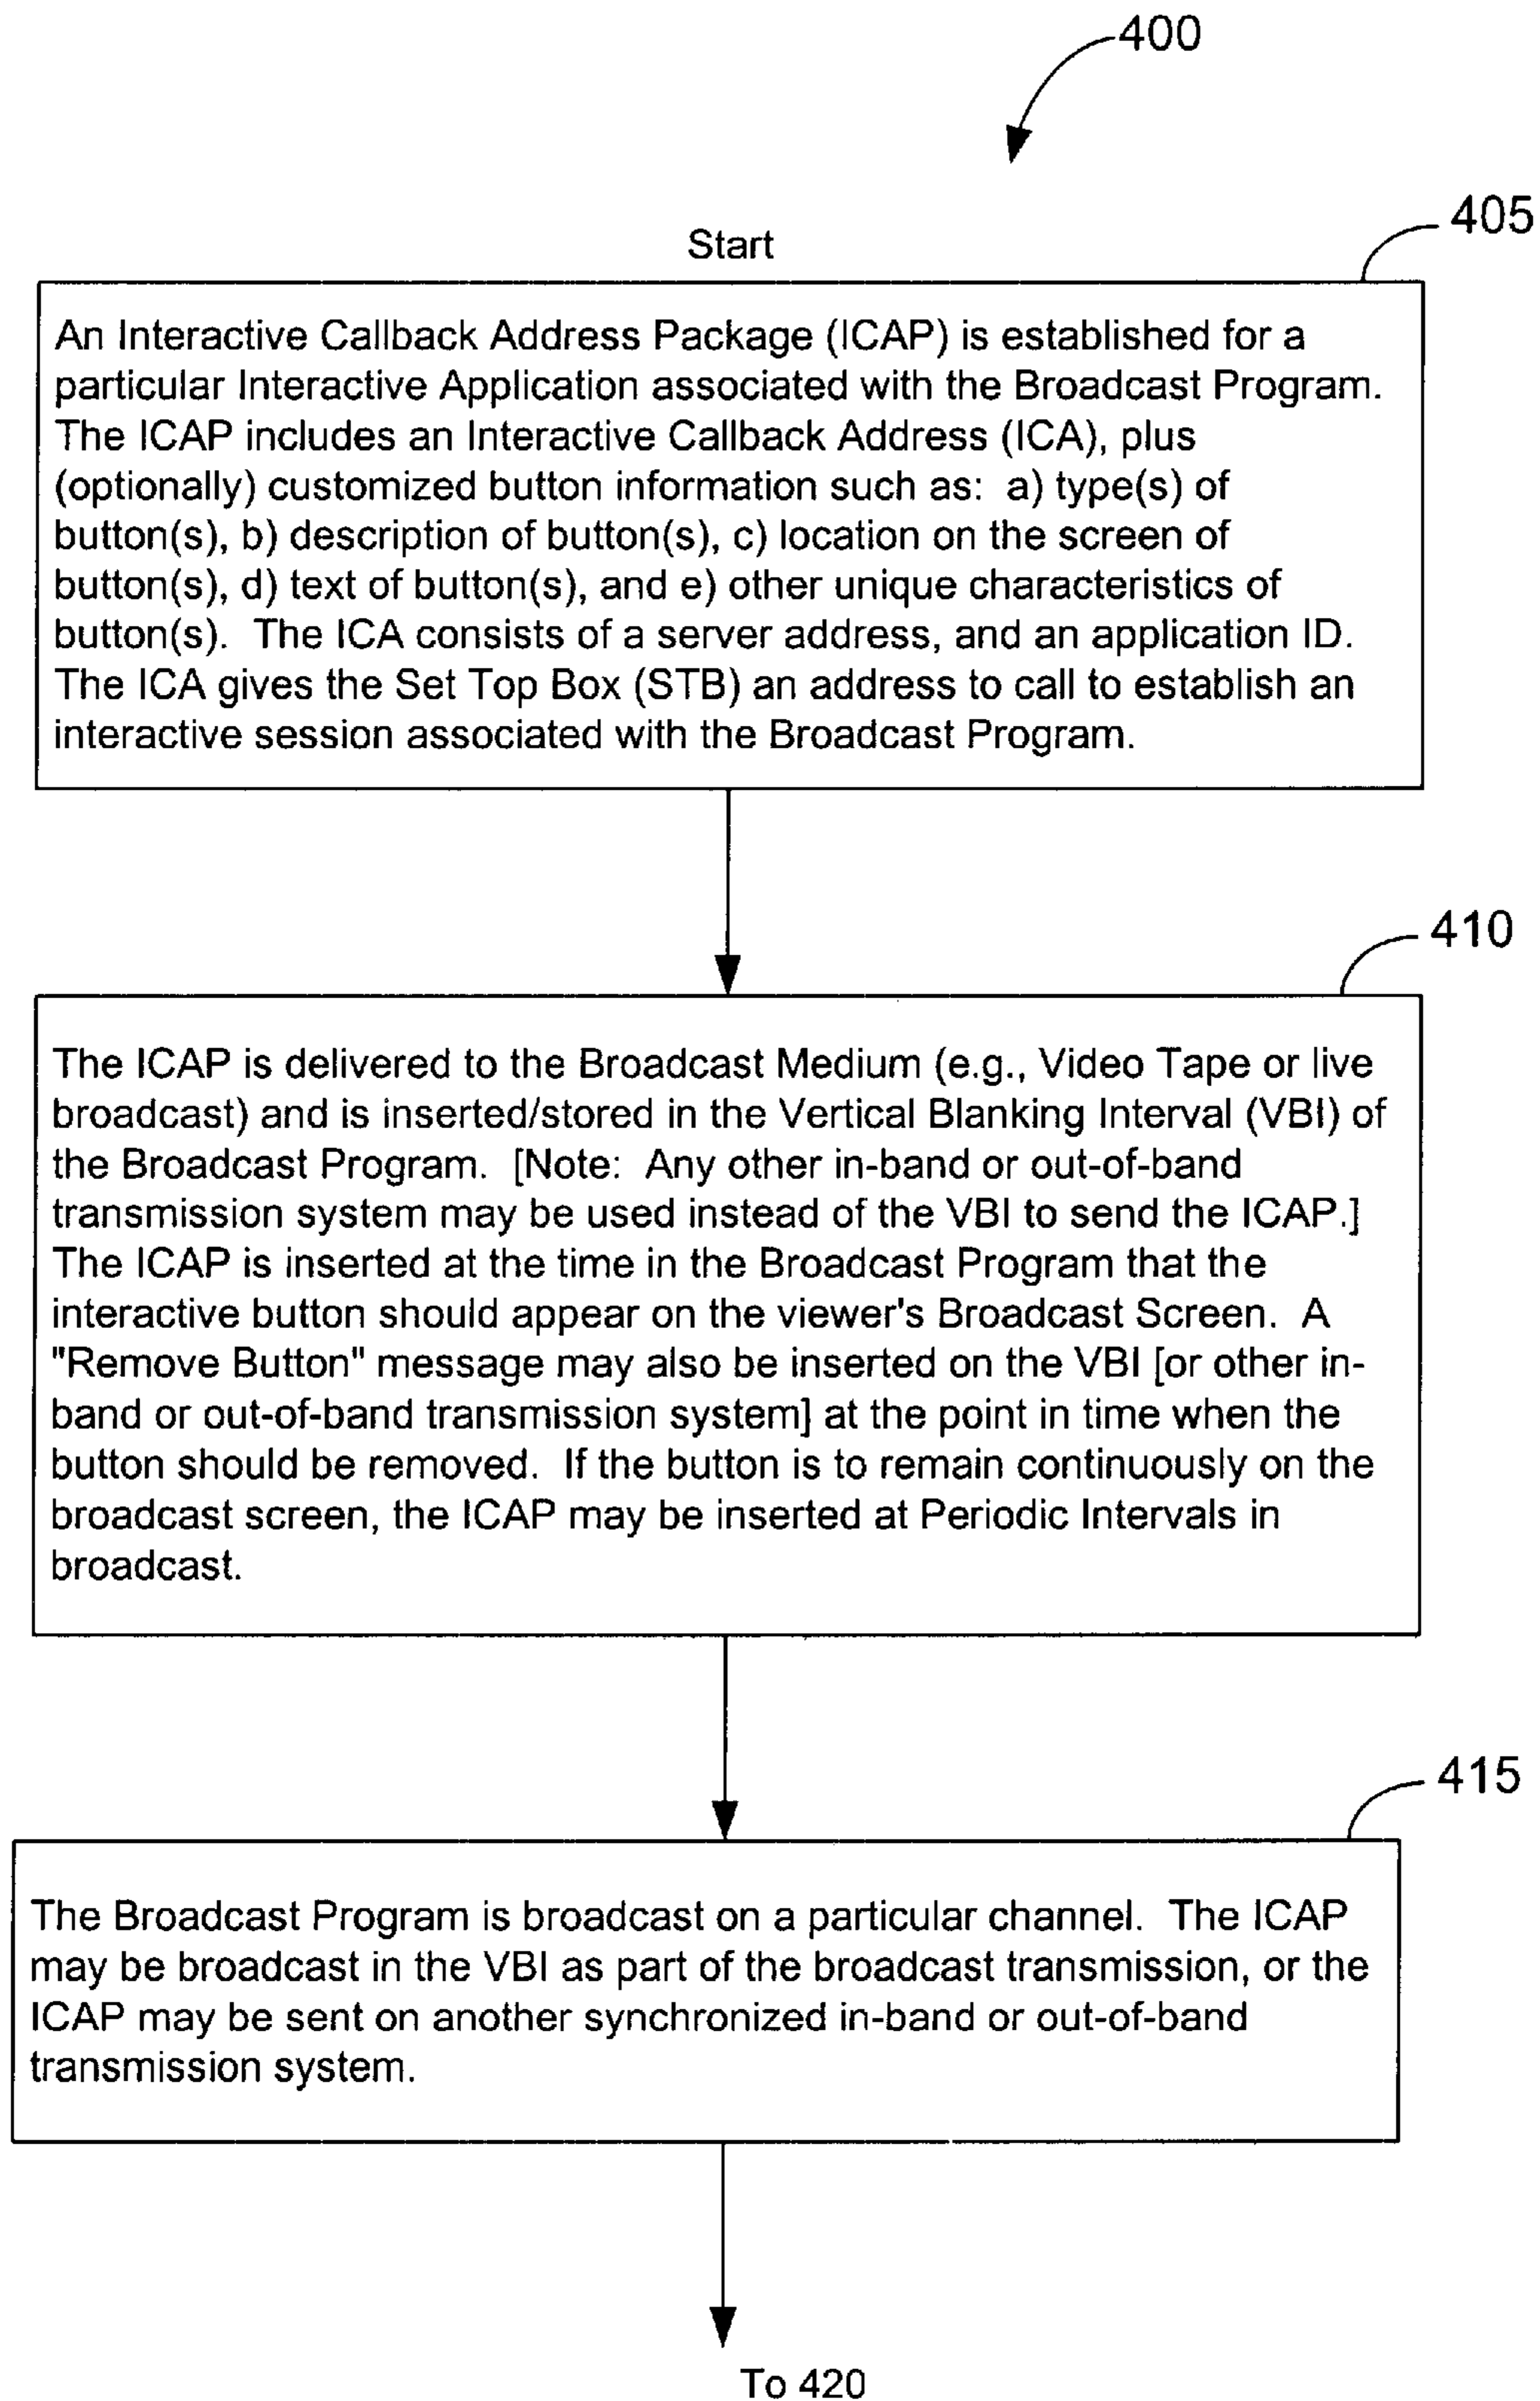 400
405
Start
An Interactive Callback Address Package (ICAP) is established for a
particular Interactive Application associated with the Broadcast Program.
The ICAP includes an Interactive Callback Address (ICA), plus
(optionally) customized button information such as:  a) type(s) of
button(s), b) description of button(s), c) location on the screen of
button(s), d) text of button(s), and e) other unique characteristics of
button(s).  The ICA consists of a server address, and an application ID.
The ICA gives the Set Top Box (STB) an address to call to establish an
interactive session associated with the Broadcast Program.
410
The ICAP is delivered to the Broadcast Medium (e.g., Video Tape or live
broadcast) and is inserted/stored in the Vertical Blanking Interval (VBI) of
the Broadcast Program.  [Note:  Any other in-band or out-of-band
transmission system may be used instead of the VBI to send the ICAP.]
The ICAP is inserted at the time in the Broadcast Program that the
interactive button should appear on the viewer's Broadcast Screen.  A
"Remove Button" message may also be inserted on the VBI [or other in-
band or out-of-band transmission system] at the point in time when the
button should be removed.  If the button is to remain continuously on the
broadcast screen, the ICAP may be inserted at Periodic Intervals in
broadcast.
415
The Broadcast Program is broadcast on a particular channel.  The ICAP
may be broadcast in the VBI as part of the broadcast transmission, or the
ICAP may be sent on another synchronized in-band or out-of-band
transmission system.
To 420